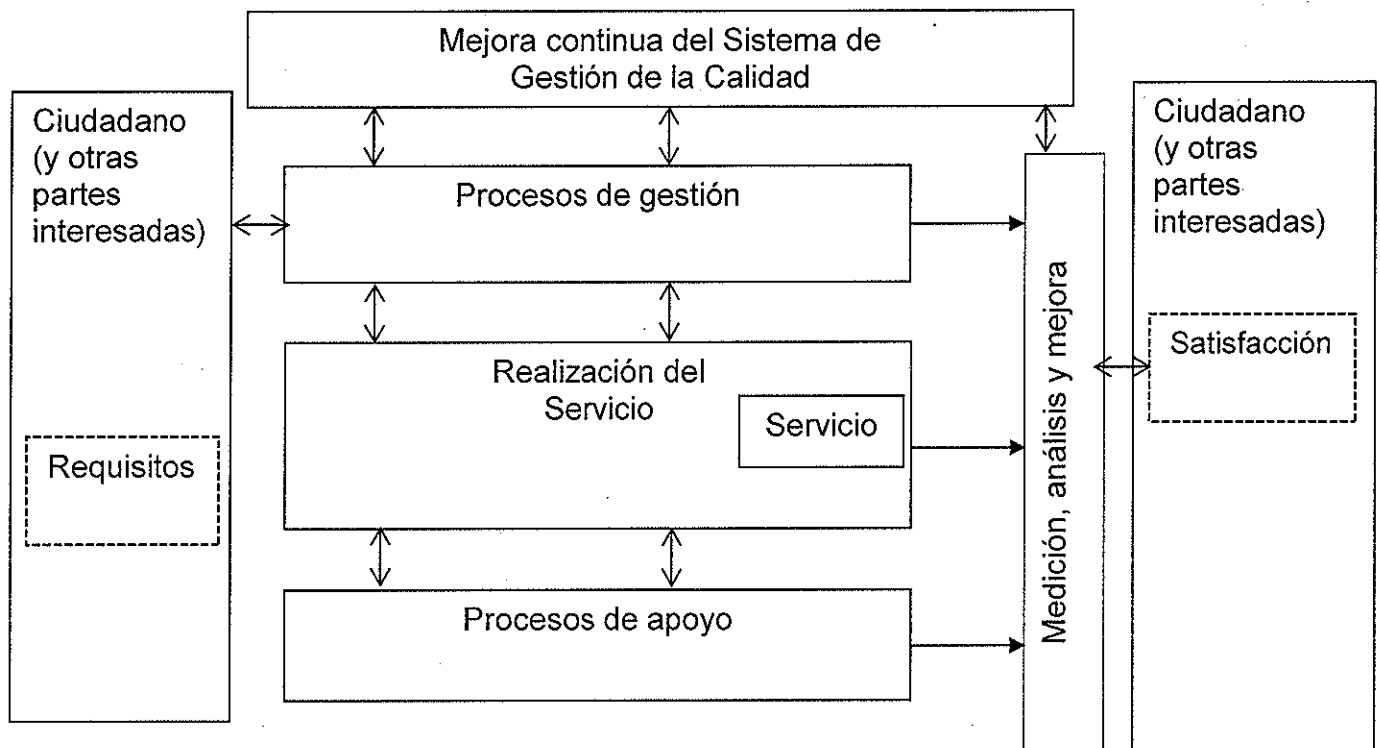 Mejora continua del Sistema de
Gestión de la Calidad
Ciudadano
(y otras
partes
interesadas)
Requisitos
Procesos de gestión
Realización del
Servicio
Servicio
Procesos de apoyo
Medición, análisis y mejora
Ciudadano
(y otras
partes
interesadas)
Satisfacción